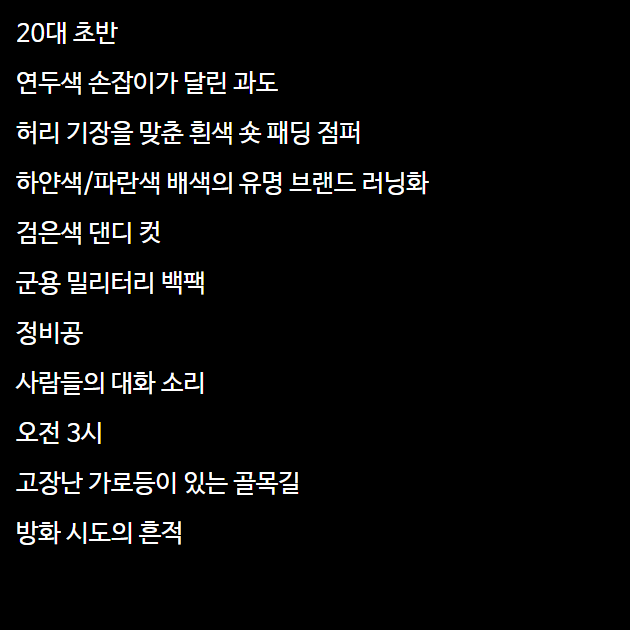 20대 초반
연두색 손잡이가 달린 과도
허리 기장을 맞춘 흰색 숏 패딩 점퍼
하얀색/파란색 배색의 유명 브랜드 러닝화
검은색 댄디 컷
군용 밀리터리 백팩
정비공
사람들의 대화 소리
오전 3시
고장난 가로등이 있는 골목길
방화 시도의 흔적